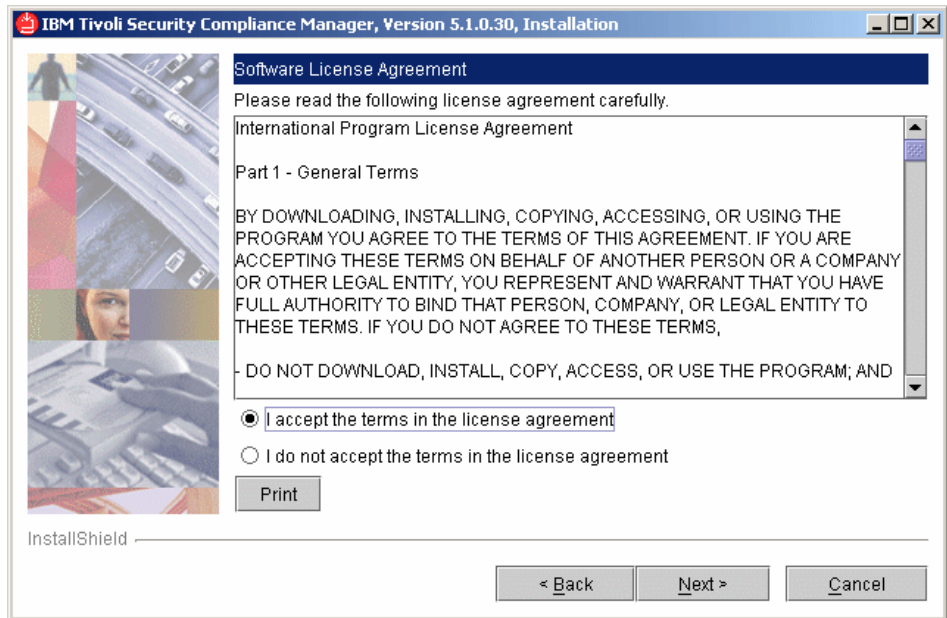 IBM Tivoli Security Compliance Manager, Version 5.1.0.30, Installation
Software License Agreement
Please read the following license agreement carefully.
International Program License Agreement
Part 1 - General Terms
BY DOWNLOADING, INSTALLING, COPYING, ACCESSING, OR USING THE
PROGRAM YOU AGREE TO THE TERMS OF THIS AGREEMENT. IF YOU ARE
ACCEPTING THESE TERMS ON BEHALF OF ANOTHER PERSON OR A COMPANY
OR OTHER LEGAL ENTITY, YOU REPRESENT AND WARRANT THAT YOU HAVE
FULL AUTHORITY TO BIND THAT PERSON, COMPANY, OR LEGAL ENTITY TO
THESE TERMS. IF YOU DO NOT AGREE TO THESE TERMS,
- DO NOT DOWNLOAD, INSTALL, COPY, ACCESS, OR USE THE PROGRAM; AND
I accept the terms in the license agreement
I do not accept the terms in the license agreement
Print
InstallShield
< Back
Next >
Cancel